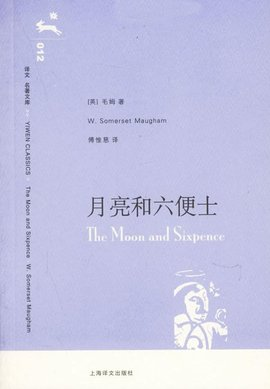 012
译文 名著文库
YIWEN CLASSICS
The Moon and Sixpence
W. Somerset Maugham
[英] 毛姆 著
W. Somerset Maugham
傅惟慈 译
月亮和六便士
The Moon and Sixpence
上海译文出版社